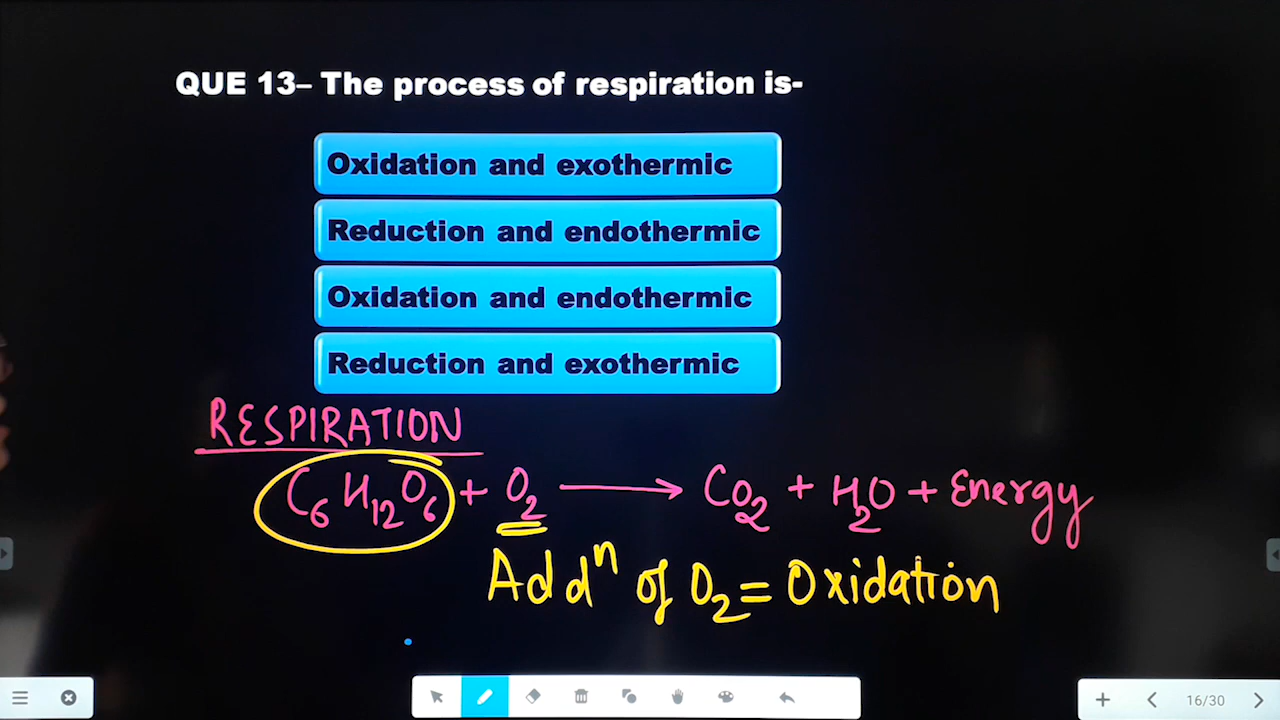 QUE 13– The process of respiration is-
Oxidation and exothermic
Reduction and endothermic
Oxidation and endothermic
Reduction and exothermic
RESPIRATION
C6H12O6 + O2 ⟶ CO2 + H2O + Energy
Addⁿ of O2 = Oxidation
16/30